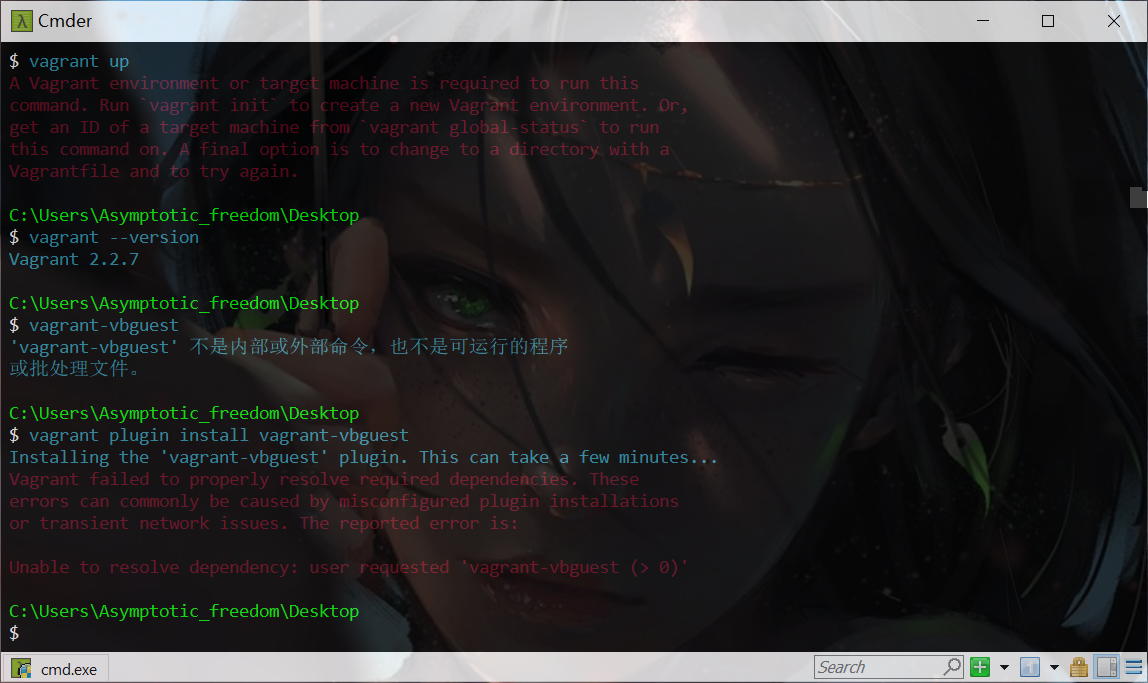 Cmder
$ vagrant up
A Vagrant environment or target machine is required to run this
command. Run `vagrant init` to create a new Vagrant environment. Or,
get an ID of a target machine from `vagrant global-status` to run
this command on. A final option is to change to a directory with a
Vagrantfile and to try again.
C:\Users\Asymptotic_freedom\Desktop
$ vagrant --version
Vagrant 2.2.7
C:\Users\Asymptotic_freedom\Desktop
$ vagrant-vbguest
'vagrant-vbguest' 不是内部或外部命令，也不是可运行的程序
或批处理文件。
C:\Users\Asymptotic_freedom\Desktop
$ vagrant plugin install vagrant-vbguest
Installing the 'vagrant-vbguest' plugin. This can take a few minutes...
Vagrant failed to properly resolve required dependencies. These
errors can commonly be caused by misconfigured plugin installations
or transient network issues. The reported error is:
Unable to resolve dependency: user requested 'vagrant-vbguest (> 0)'
C:\Users\Asymptotic_freedom\Desktop
$
cmd.exe
Search